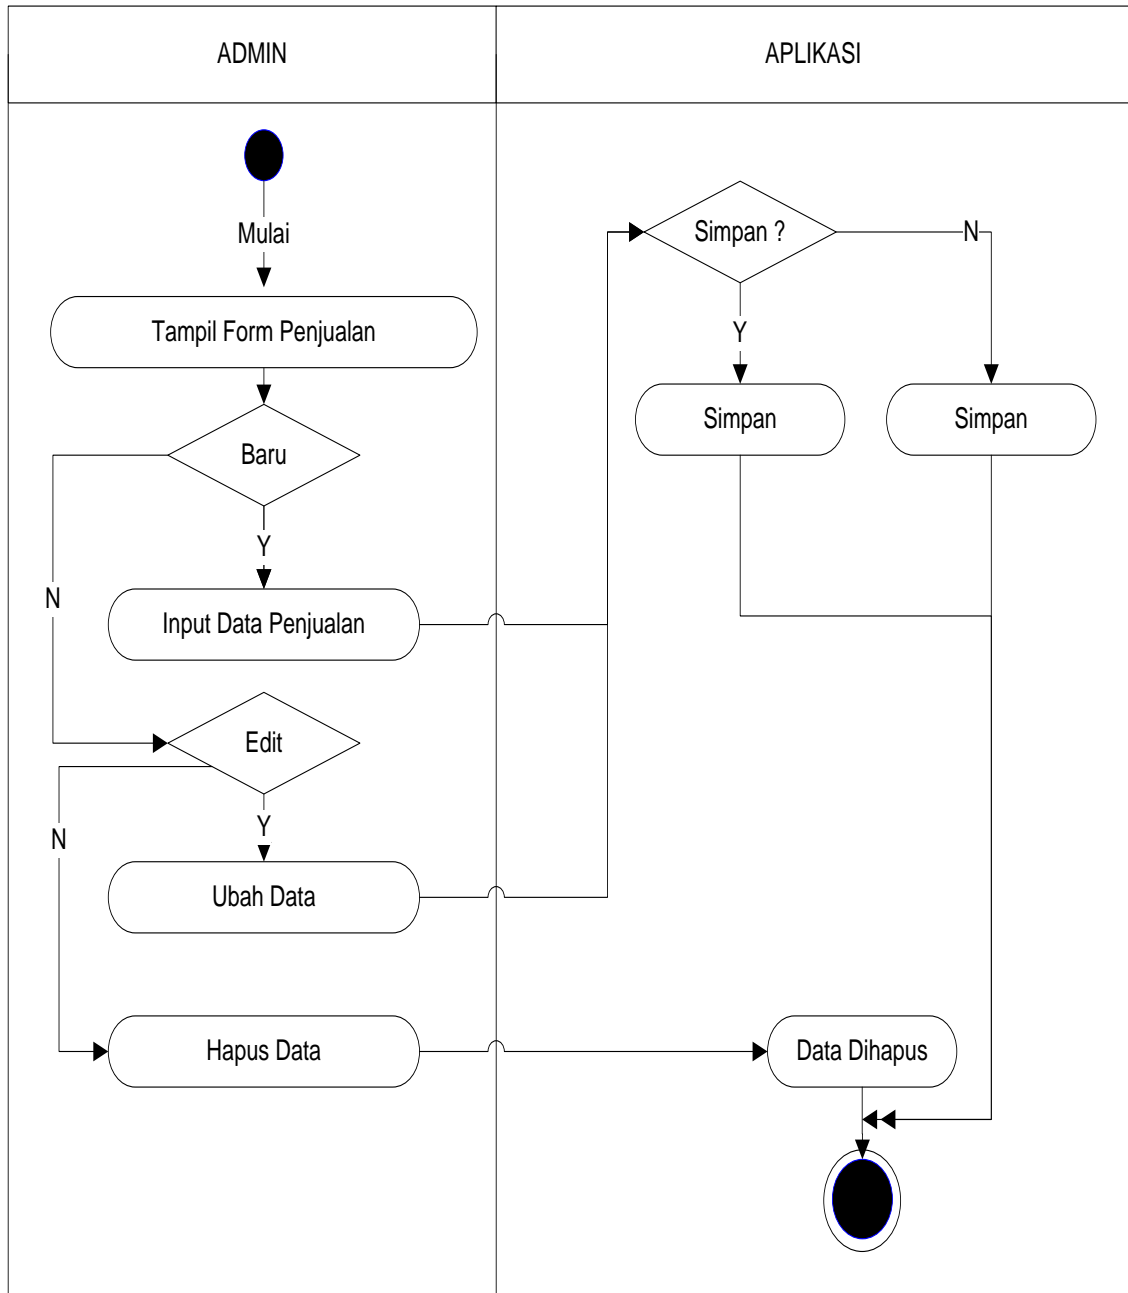 ADMIN
APLIKASI
Mulai
Tampil Form Penjualan
Baru
Y
N
Input Data Penjualan
Edit
Y
N
Ubah Data
Hapus Data
Simpan ?
N
Y
Simpan
Simpan
Data Dihapus